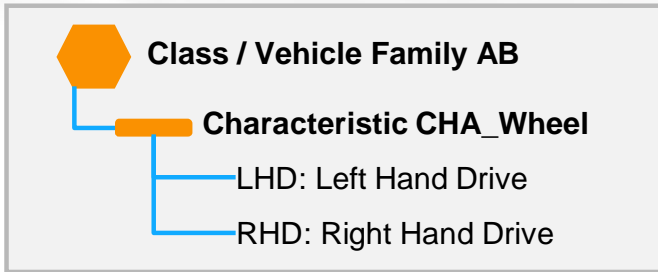 Class / Vehicle Family AB
Characteristic CHA_Wheel
LHD: Left Hand Drive
RHD: Right Hand Drive